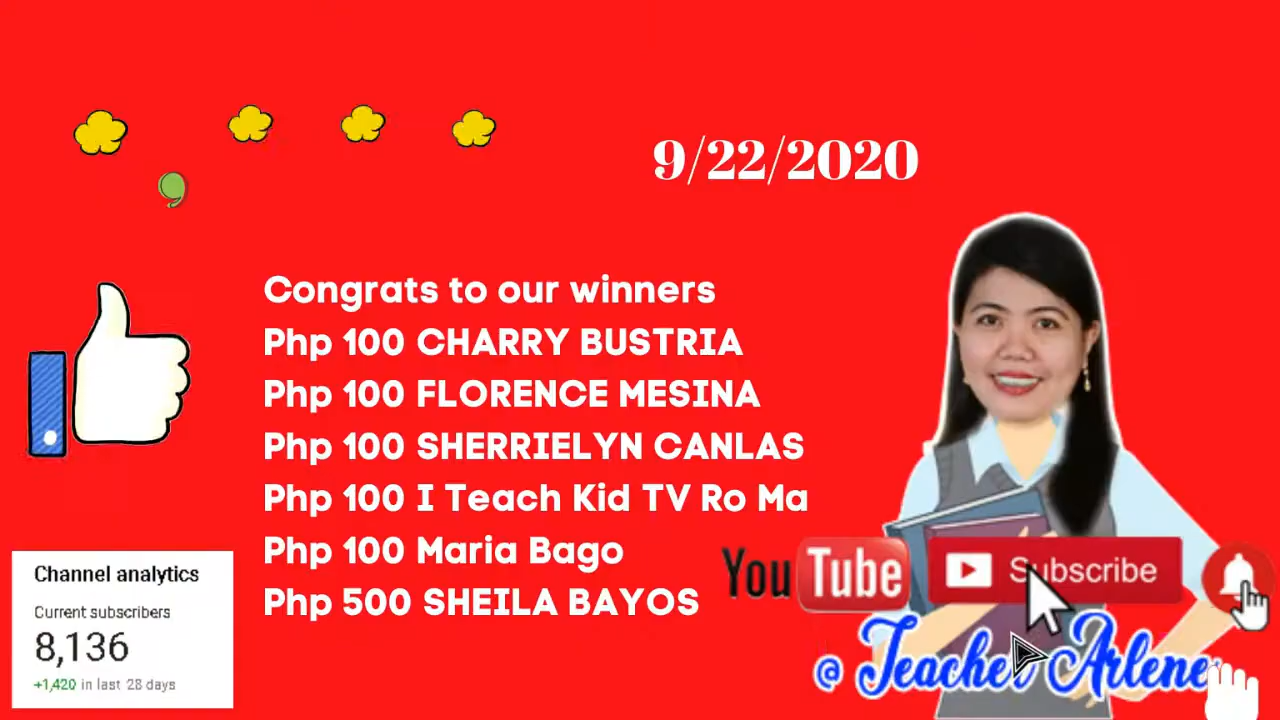 9/22/2020
Congrats to our winners
Php 100 CHARRY BUSTRIA
Php 100 FLORENCE MESINA
Php 100 SHERRIELYN CANLAS
Php 100 I Teach Kid TV Ro Ma
Php 100 Maria Bago
Php 500 SHEILA BAYOS
Channel analytics
Current subscribers
8,136
+1,420 in last 28 days
YouTube
Subscribe
@ Teacher Arlene